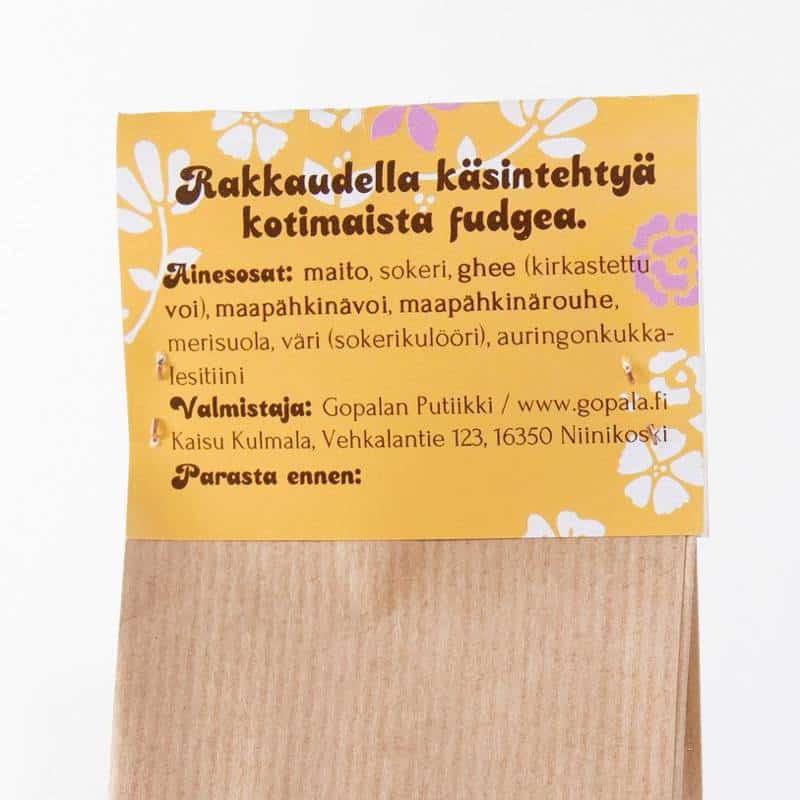 Rakkaudella käsintehtyä
kotimaista fudgea.
Ainesosat: maito, sokeri, ghee (kirkastettu
voi), maapähkinävoi, maapähkinärouhe,
merisuola, väri (sokerikulööri), auringonkukka-
lesitiini
Valmistaja: Gopalan Putiikki / www.gopala.fi
Kaisu Kulmala, Vehkalantie 123, 16350 Niinikoski
Parasta ennen: